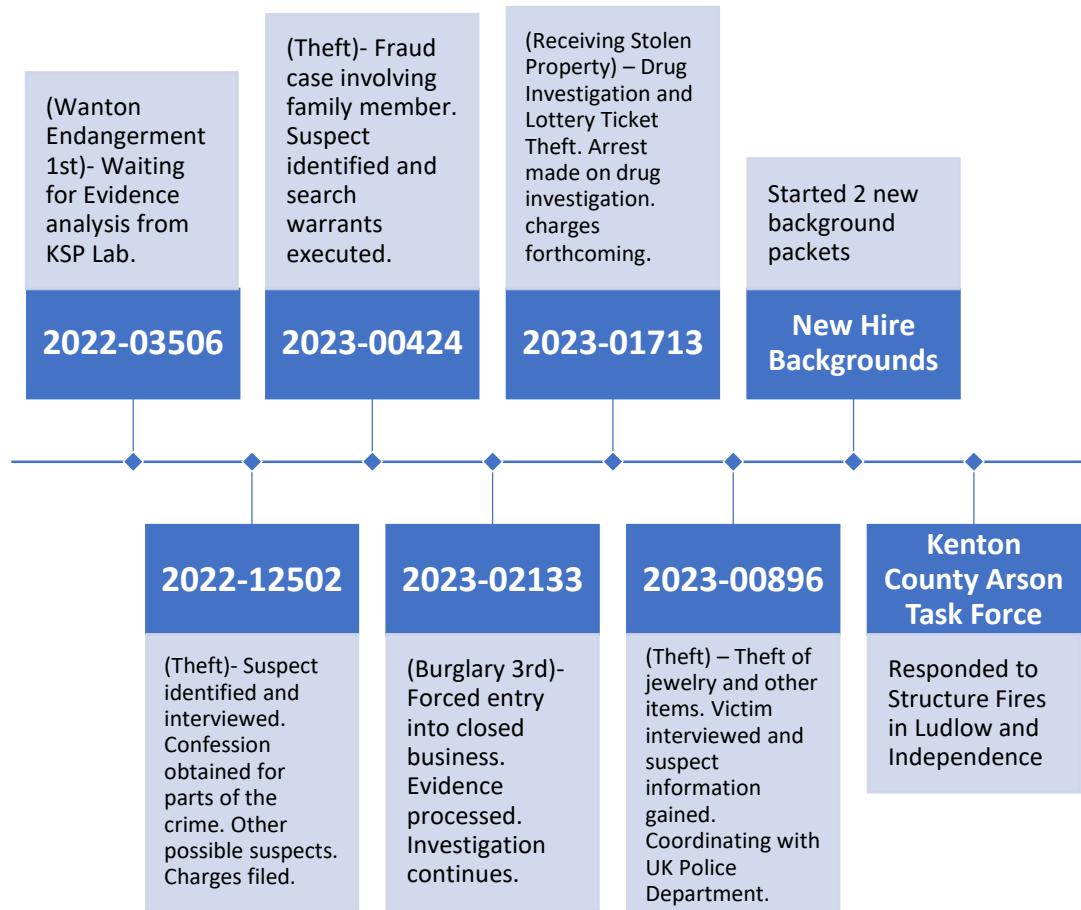 (Wanton
Endangerment
1st)- Waiting
for Evidence
analysis from
KSP Lab.
2022-03506
(Theft)- Fraud
case involving
family member.
Suspect
identified and
search
warrants
executed.
2023-00424
(Receiving Stolen
Property) – Drug
Investigation and
Lottery Ticket
Theft. Arrest
made on drug
investigation.
charges
forthcoming.
2023-01713
Started 2 new
background
packets
New Hire
Backgrounds
2022-12502
(Theft)- Suspect
identified and
interviewed.
Confession
obtained for
parts of the
crime. Other
possible suspects.
Charges filed.
2023-02133
(Burglary 3rd)-
Forced entry
into closed
business.
Evidence
processed.
Investigation
continues.
2023-00896
(Theft) – Theft of
jewelry and other
items. Victim
interviewed and
suspect
information
gained.
Coordinating with
UK Police
Department.
Kenton
County Arson
Task Force
Responded to
Structure Fires
in Ludlow and
Independence